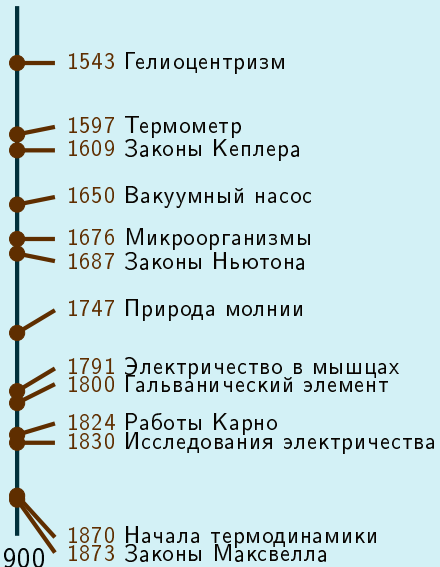 1543 Гелиоцентризм
1597 Термометр
1609 Законы Кеплера
1650 Вакуумный насос
1676 Микроорганизмы
1687 Законы Ньютона
1747 Природа молнии
1791 Электричество в мышцах
1800 Гальванический элемент
1824 Работы Карно
1830 Исследования электричества
1870 Начала термодинамики
1873 Законы Максвелла
900